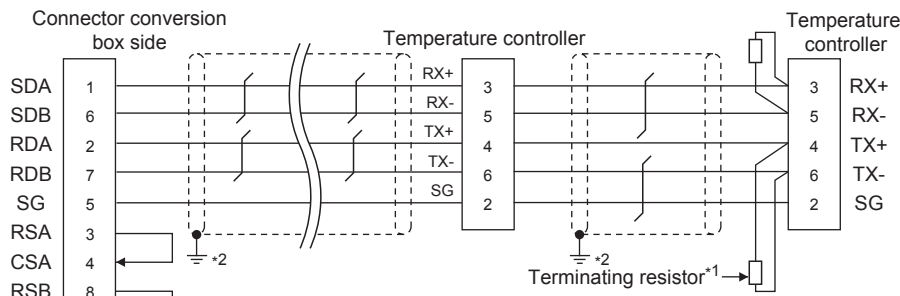 Connector conversion
box side
Temperature controller
Temperature
controller
SDA 1 RX+ 3 3 RX+
SDB 6 RX- 5 5 RX-
RDA 2 TX+ 4 4 TX+
RDB 7 TX- 6 6 TX-
SG 5 SG 2 2 SG
RSA 3
CSA 4 *2 *2
Terminating resistor*1
RSB 8